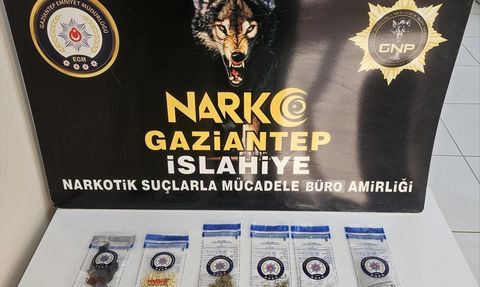 GAZİANTEP EMNİYET MÜDÜRLÜĞÜ
EGM
GNP
NARKO
GAZİANTEP
İSLAHİYE
NARKOTİK SUÇLARLA MÜCADELE BÜRO AMİRLİĞİ